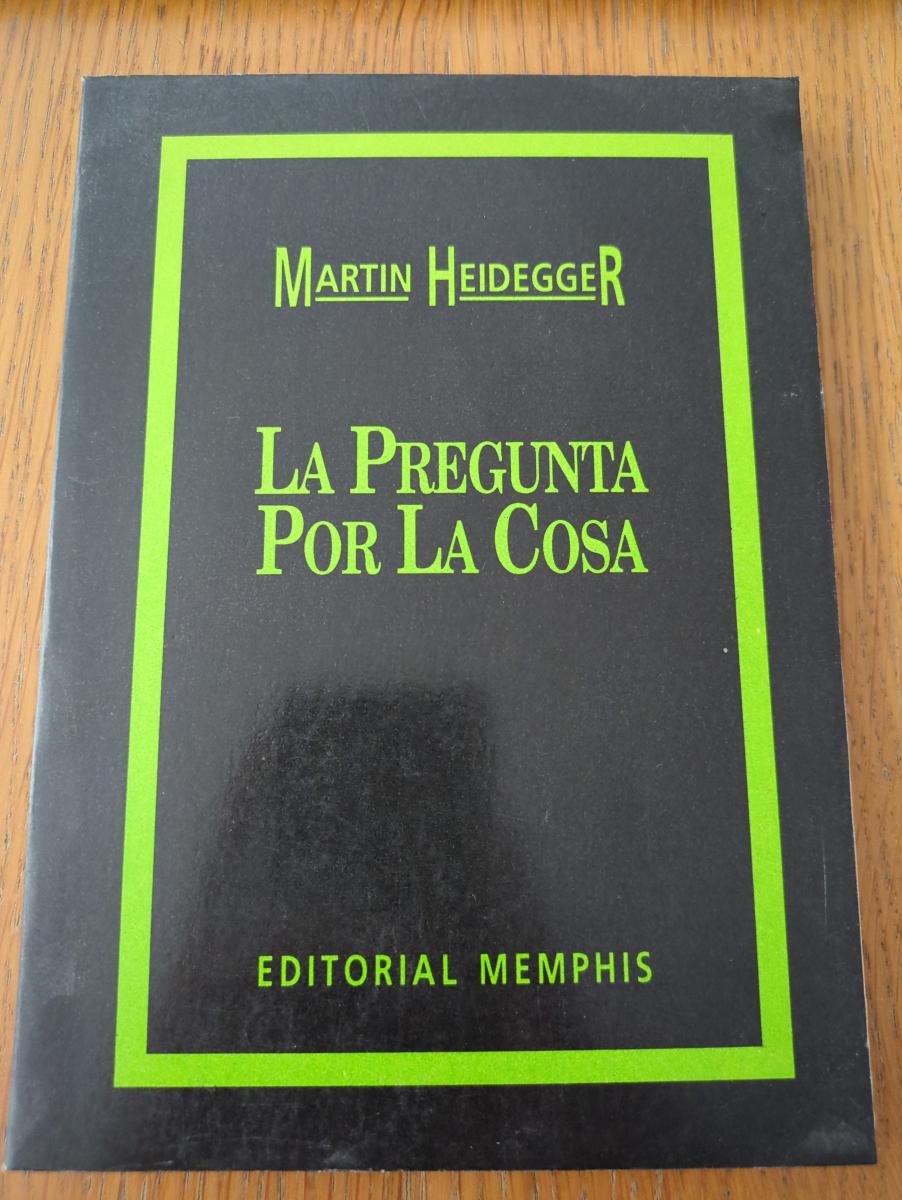 MARTIN HEIDEGGER
LA PREGUNTA
POR LA COSA
EDITORIAL MEMPHIS